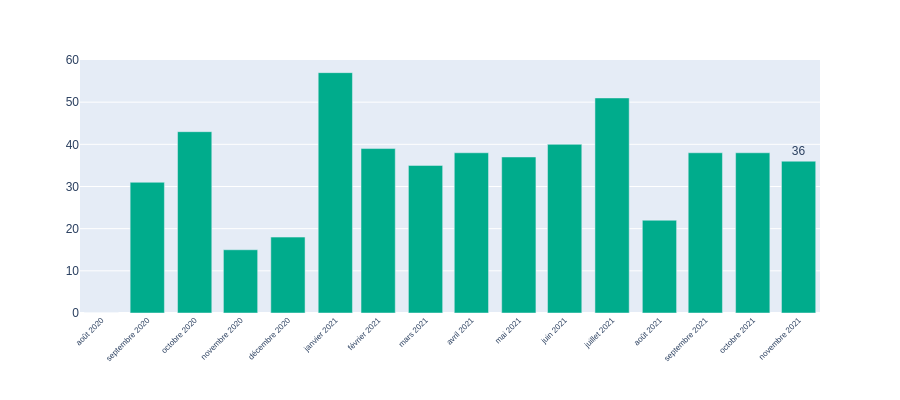 60
50
40
30
20
10
0
36
août 2020
septembre 2020
octobre 2020
novembre 2020
décembre 2020
janvier 2021
février 2021
mars 2021
avril 2021
mai 2021
juin 2021
juillet 2021
août 2021
septembre 2021
octobre 2021
novembre 2021